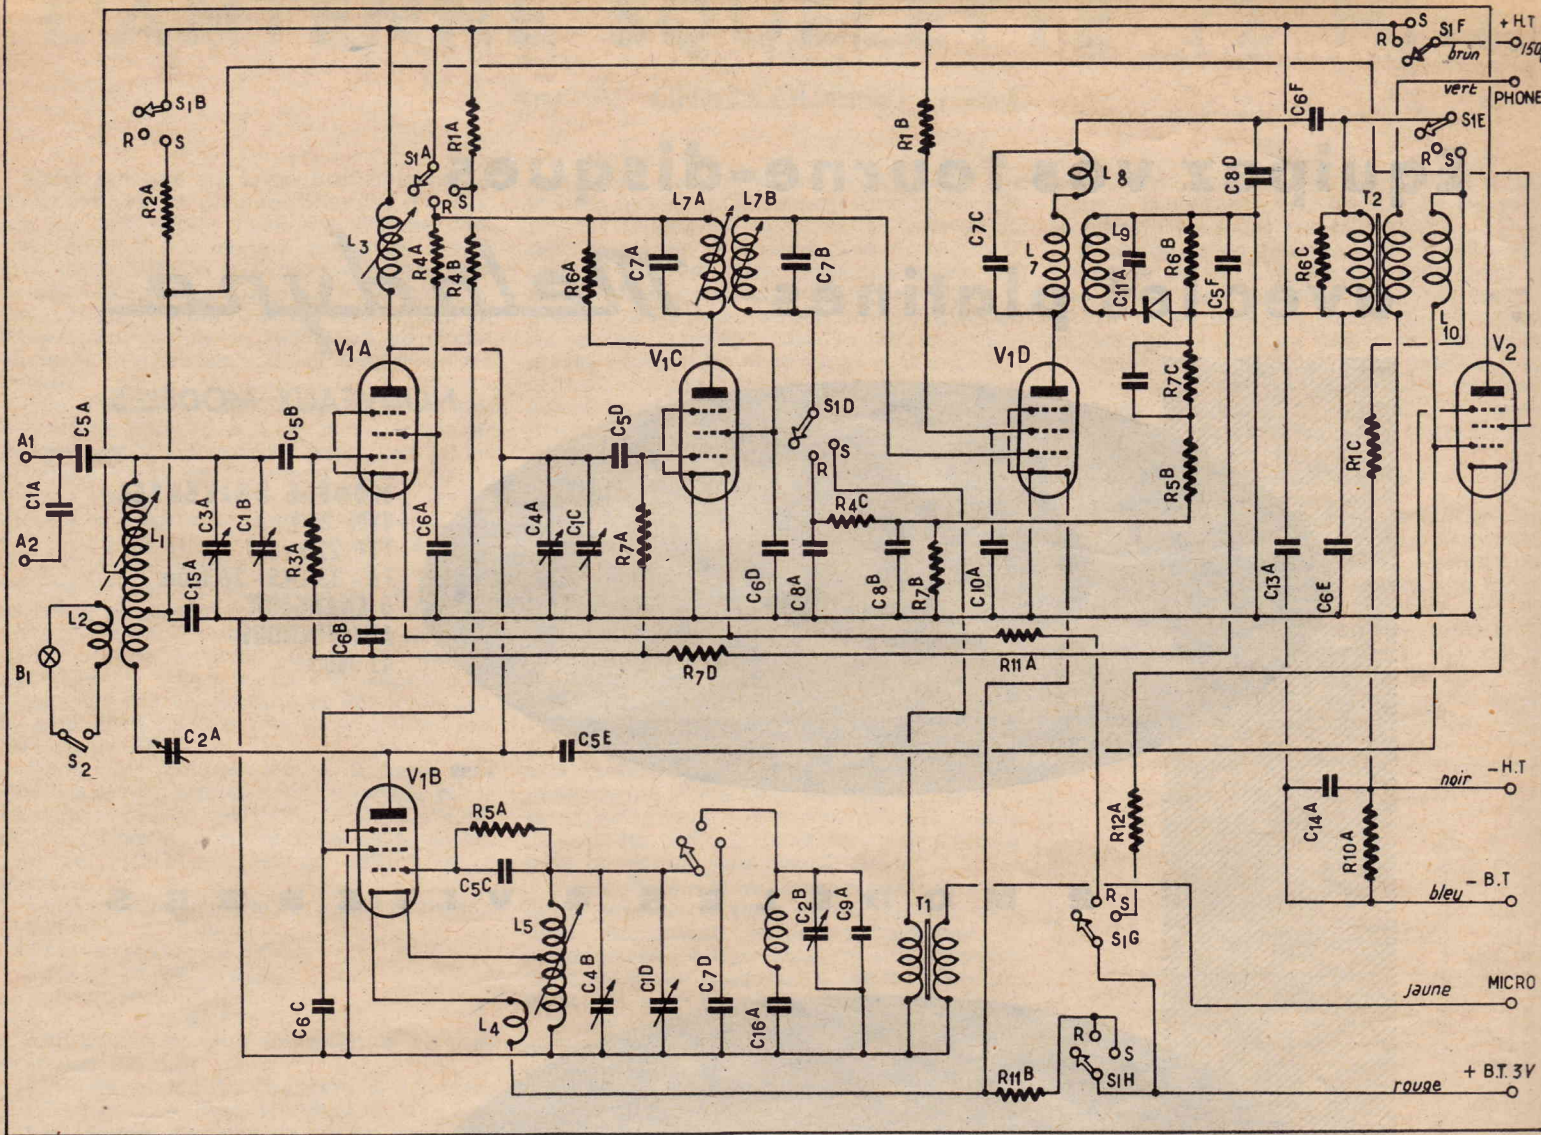 S
R
S1F
+ H.T
brun
150
vert
PHONE
S1B
R
S
R2A
S1A
R
S
R1A
R1B
C6F
S1E
R
S
L3
R4A
R4B
R6A
C7A
L7A
L7B
C7B
C7C
L8
L7
L9
C11A
R6B
C5F
C8D
R6C
T2
L10
V1A
V1C
V1D
V2
R7C
A1
C5A
C5B
C5D
S1D
S
R
R1C
C1A
A2
L1
C3A
C1B
R3A
C6A
C4A
C1C
R7A
R4C
R5B
C15A
C6D
C8A
C8B
R7B
C10A
C13A
C6E
L2
B1
C6B
R7D
R11A
S2
C2A
C5E
V1B
R5A
C5C
R12A
noir
- H.T
C14A
R10A
bleu
- B.T
L5
C4B
C1D
C7D
C2B
C9A
T1
R
S
S1G
C6C
L4
C16A
jaune
MICRO
R
S
S1H
R11B
rouge
+ B.T. 3V